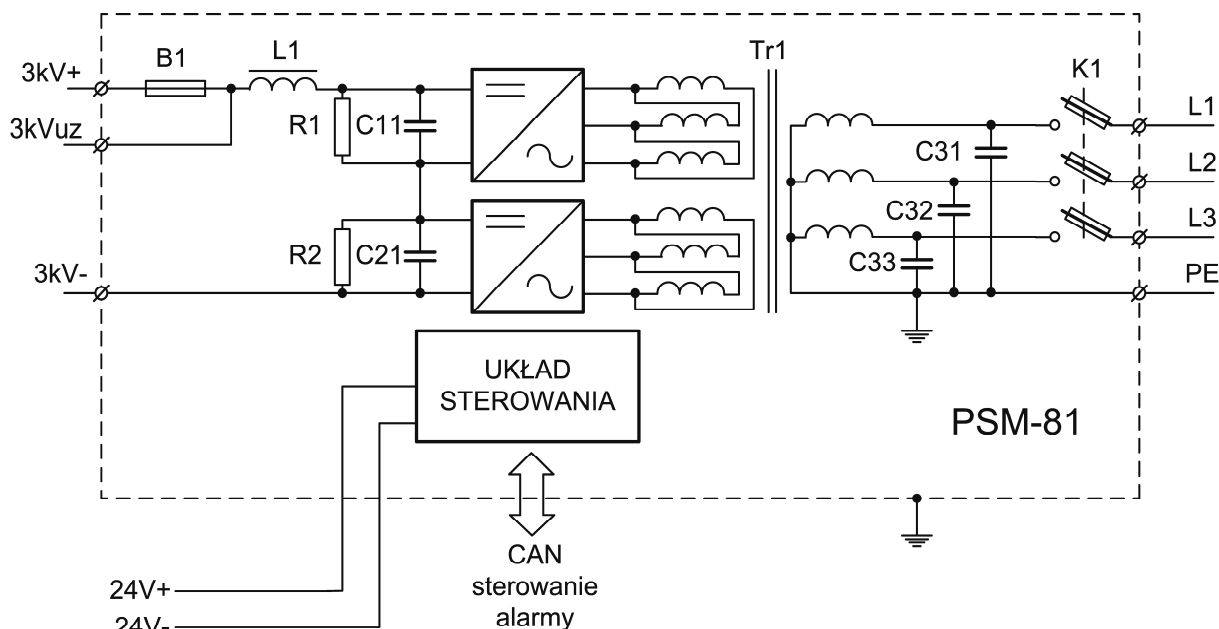 3kV+
B1
L1
Tr1
K1
L1
3kVuz
R1
C11
C31
L2
C32
L3
R2
C21
C33
3kV-
PE
UKŁAD
STEROWANIA
PSM-81
CAN
sterowanie
alarmy
24V+
24V-